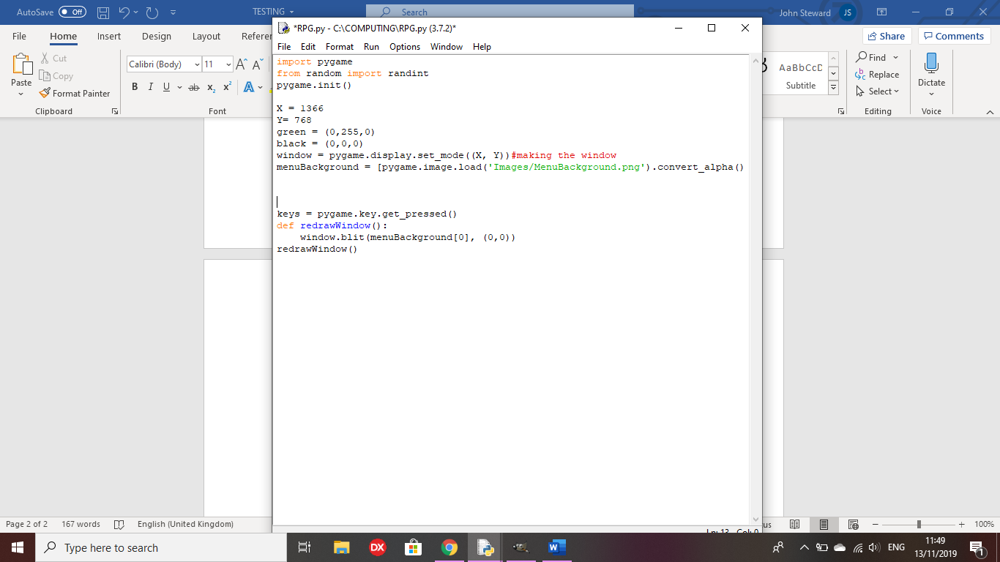 AutoSave Off TESTING Search John Steward JS
File Home Insert Design Layout Referen Share Comments
Paste Cut Copy Format Painter Clipboard
Calibri (Body) 11 A A B I U ab x₂ x² A Font
AaBbCcD Subtitle
Find Replace Select Editing
Dictate Voice
*RPG.py - C:\COMPUTING\RPG.py (3.7.2)*
File Edit Format Run Options Window Help
import pygame
from random import randint
pygame.init()
X = 1366
Y= 768
green = (0,255,0)
black = (0,0,0)
window = pygame.display.set_mode((X, Y))#making the window
menuBackground = [pygame.image.load('Images/MenuBackground.png').convert_alpha()
keys = pygame.key.get_pressed()
def redrawWindow():
    window.blit(menuBackground[0], (0,0))
redrawWindow()
Ln: 13 Col: 0
Page 2 of 2 167 words English (United Kingdom) us 100%
Type here to search DX W ENG 11:49 13/11/2019 1